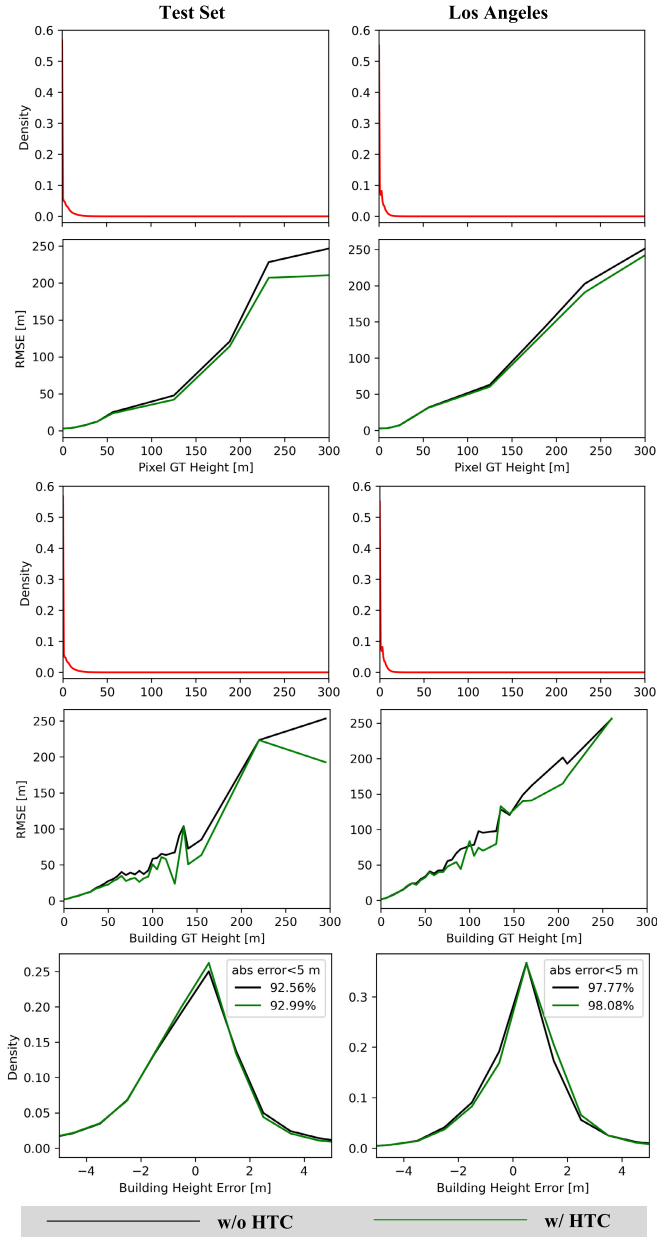 Test Set Los Angeles
0.6 0.6
0.5 0.5
0.4 0.4
Density
0.3 0.3
0.2 0.2
0.1 0.1
0.0 0.0
250 250
200 200
150 150
RMSE [m]
100 100
50 50
0 0
0 50 100 150 200 250 300 0 50 100 150 200 250 300
Pixel GT Height [m] Pixel GT Height [m]
0.6 0.6
0.5 0.5
0.4 0.4
Density
0.3 0.3
0.2 0.2
0.1 0.1
0.0 0.0
0 50 100 150 200 250 300 0 50 100 150 200 250 300
250 250
200 200
150 150
RMSE [m]
100 100
50 50
0 0
0 50 100 150 200 250 300 0 50 100 150 200 250 300
Building GT Height [m] Building GT Height [m]
abs error<5 m abs error<5 m
92.56% 97.77%
92.99% 98.08%
0.25 0.3
0.20 0.2
0.15 0.1
0.10 0.0
0.05
0.00
Density
−4 −2 0 2 4 −4 −2 0 2 4
Building Height Error [m] Building Height Error [m]
w/o HTC w/ HTC